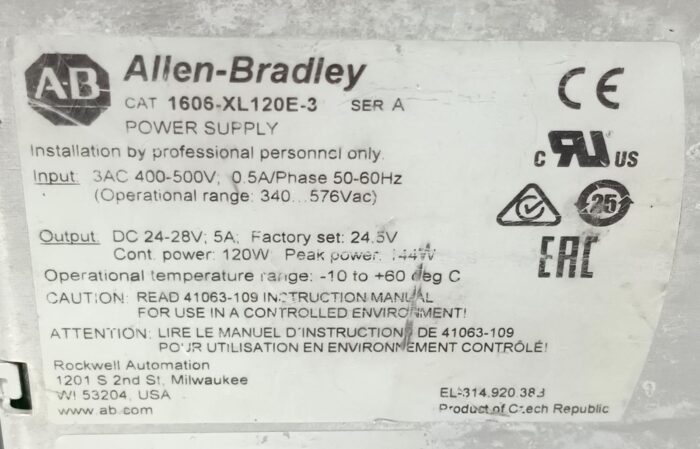 AB Allen-Bradley
CAT 1606-XL120E-3 SER A
POWER SUPPLY
Installation by professional personnel only.
Input: 3AC 400-500V; 0.5A/Phase 50-60Hz
(Operational range: 340...576Vac)
Output: DC 24-28V; 5A; Factory set: 24.5V
Cont. power: 120W Peak power: 144W
Operational temperature range: -10 to +60 deg C
CAUTION: READ 41063-109 INSTRUCTION MANUAL
FOR USE IN A CONTROLLED ENVIRONMENT!
ATTENTION: LIRE LE MANUEL D'INSTRUCTION DE 41063-109
POUR UTILISATION EN ENVIRONNEMENT CONTRÔLÉ!
Rockwell Automation
1201 S 2nd St, Milwaukee
WI 53204, USA
www.ab.com
CE
c RU US
25
EAC
Product of Czech Republic